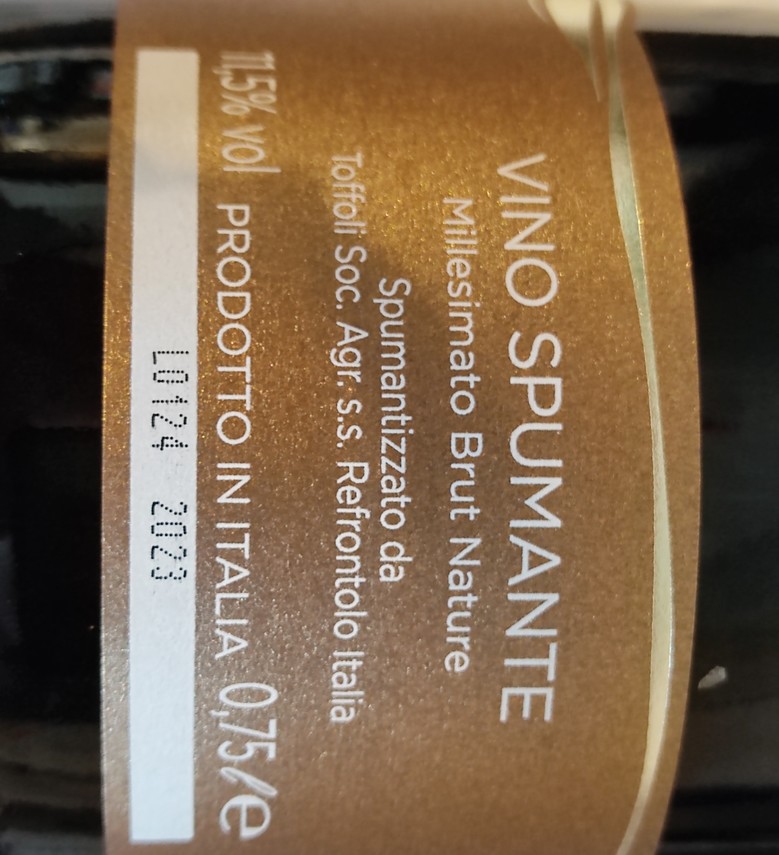 VINO SPUMANTE
Millesimato Brut Nature
Spumantizzato da
Toffoli Soc. Agr. s.s. Refrontolo Italia
11,5% vol PRODOTTO IN ITALIA 0,75 l e
L0124 2023